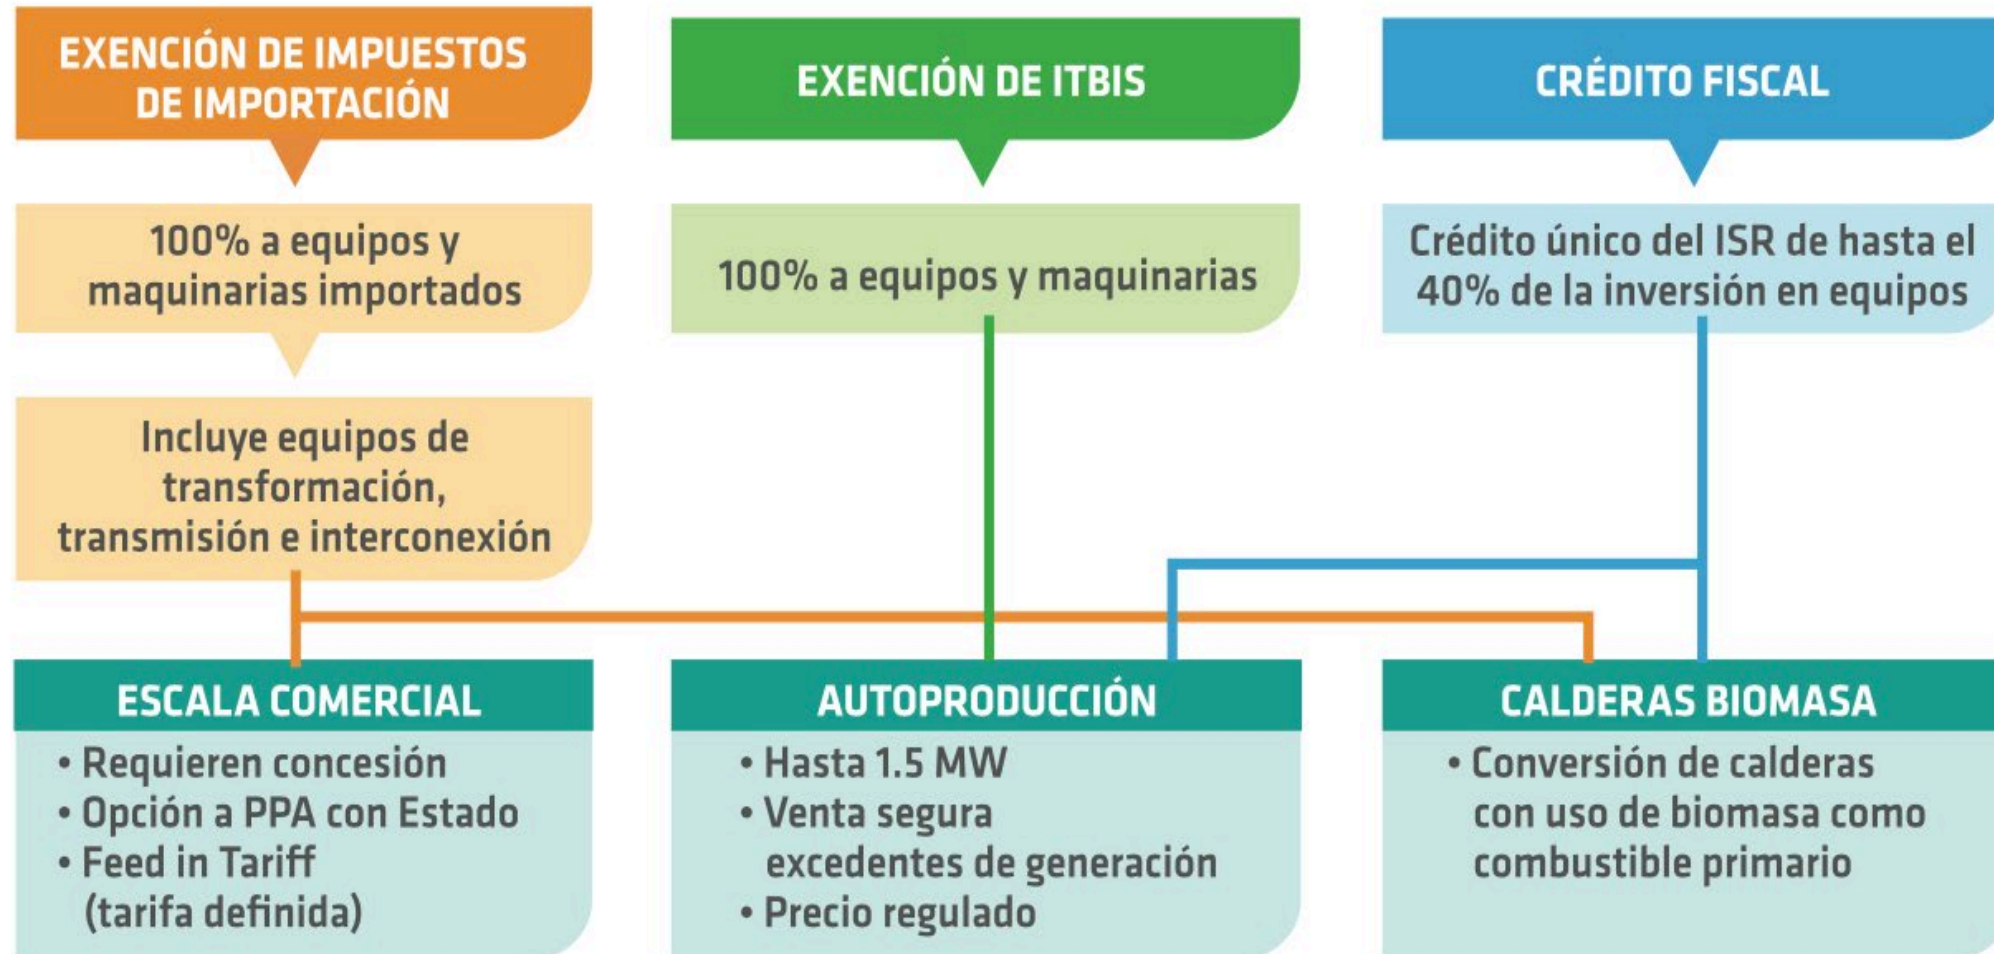 EXENCIÓN DE IMPUESTOS
DE IMPORTACIÓN
100% a equipos y
maquinarias importados
Incluye equipos de
transformación,
transmisión e interconexión
EXENCIÓN DE ITBIS
100% a equipos y maquinarias
CRÉDITO FISCAL
Crédito único del ISR de hasta el
40% de la inversión en equipos
ESCALA COMERCIAL
• Requieren concesión
• Opción a PPA con Estado
• Feed in Tariff
(tarifa definida)
AUTOPRODUCCIÓN
• Hasta 1.5 MW
• Venta segura
excedentes de generación
• Precio regulado
CALDERAS BIOMASA
• Conversión de calderas
con uso de biomasa como
combustible primario